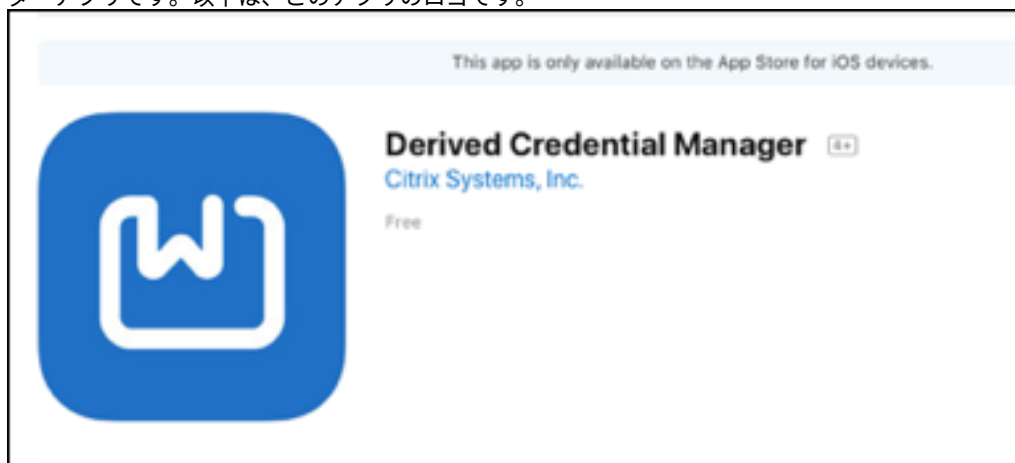 This app is only available on the App Store for iOS devices.
Derived Credential Manager 4+
Citrix Systems, Inc.
Free